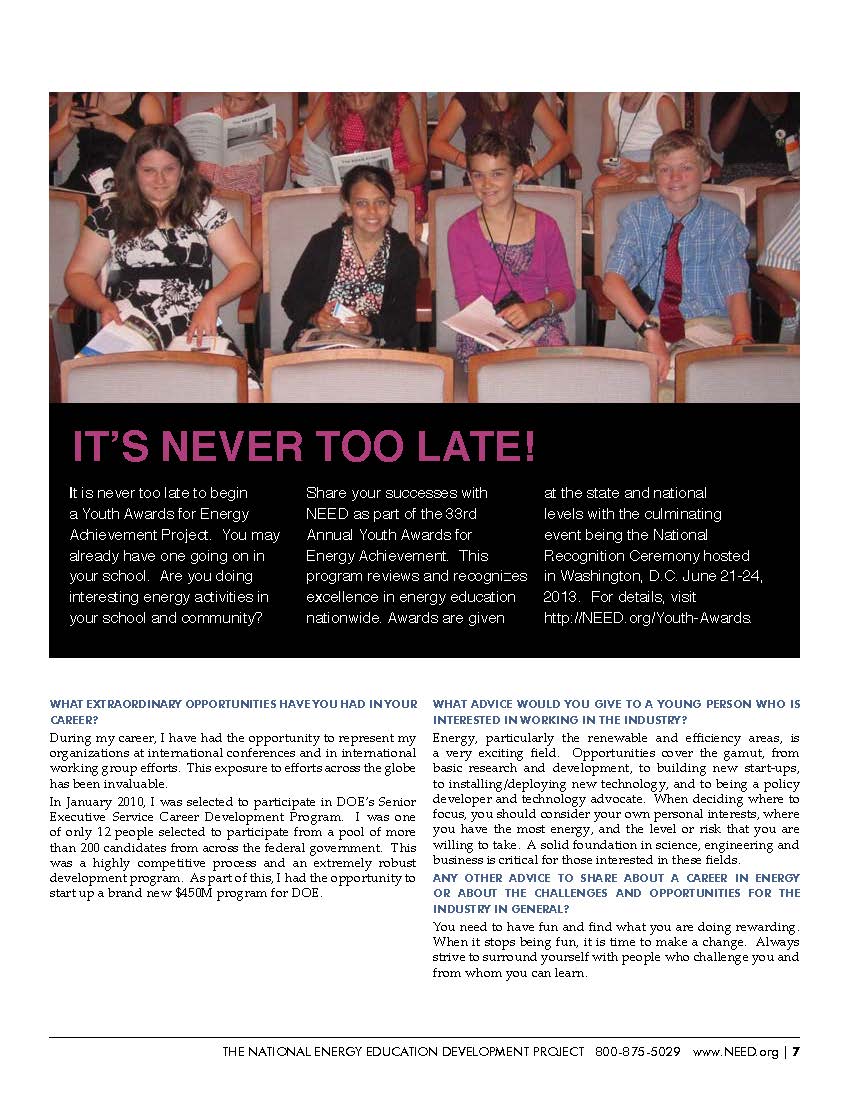 The NEED Project
The NEED Project
IT'S NEVER TOO LATE!
It is never too late to begin
a Youth Awards for Energy
Achievement Project.  You may
already have one going on in
your school.  Are you doing
interesting energy activities in
your school and community?
Share your successes with
NEED as part of the 33rd
Annual Youth Awards for
Energy Achievement.  This
program reviews and recognizes
excellence in energy education
nationwide. Awards are given
at the state and national
levels with the culminating
event being the National
Recognition Ceremony hosted
in Washington, D.C. June 21-24,
2013.  For details, visit
http://NEED.org/Youth-Awards.
WHAT EXTRAORDINARY OPPORTUNITIES HAVE YOU HAD IN YOUR
CAREER?
During my career, I have had the opportunity to represent my
organizations at international conferences and in international
working group efforts.  This exposure to efforts across the globe
has been invaluable.
In January 2010, I was selected to participate in DOE's Senior
Executive Service Career Development Program.  I was one
of only 12 people selected to participate from a pool of more
than 200 candidates from across the federal government.  This
was a highly competitive process and an extremely robust
development program.  As part of this, I had the opportunity to
start up a brand new $450M program for DOE.
WHAT ADVICE WOULD YOU GIVE TO A YOUNG PERSON WHO IS
INTERESTED IN WORKING IN THE INDUSTRY?
Energy, particularly the renewable and efficiency areas, is
a very exciting field.  Opportunities cover the gamut, from
basic research and development, to building new start-ups,
to installing/deploying new technology, and to being a policy
developer and technology advocate.  When deciding where to
focus, you should consider your own personal interests, where
you have the most energy, and the level or risk that you are
willing to take.  A solid foundation in science, engineering and
business is critical for those interested in these fields.
ANY OTHER ADVICE TO SHARE ABOUT A CAREER IN ENERGY
OR ABOUT THE CHALLENGES AND OPPORTUNITIES FOR THE
INDUSTRY IN GENERAL?
You need to have fun and find what you are doing rewarding.
When it stops being fun, it is time to make a change.  Always
strive to surround yourself with people who challenge you and
from whom you can learn.
THE NATIONAL ENERGY EDUCATION DEVELOPMENT PROJECT   800-875-5029   www.NEED.org | 7